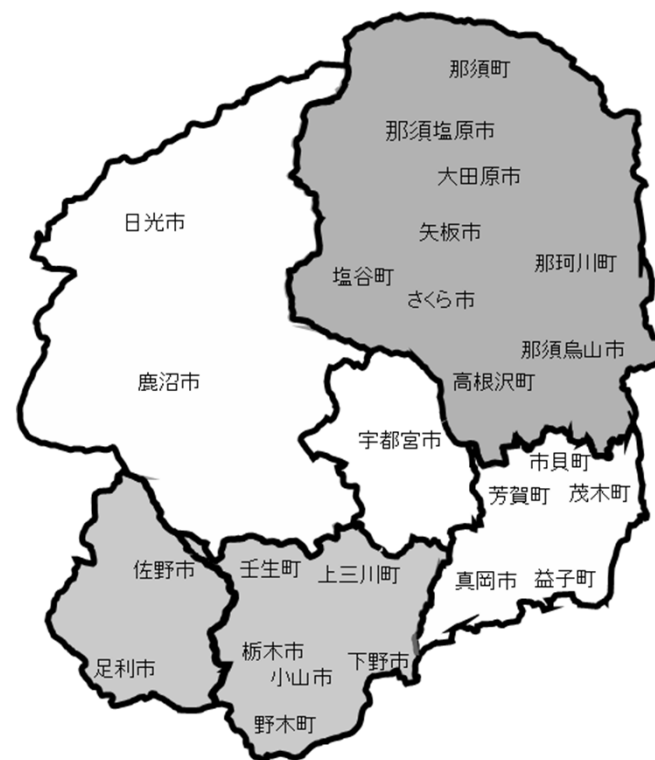 那須町
那須塩原市
大田原市
日光市
矢板市
那珂川町
塩谷町
さくら市
那須烏山市
鹿沼市
高根沢町
宇都宮市
市貝町
芳賀町
茂木町
佐野市
壬生町
上三川町
真岡市
益子町
栃木市
下野市
足利市
小山市
野木町